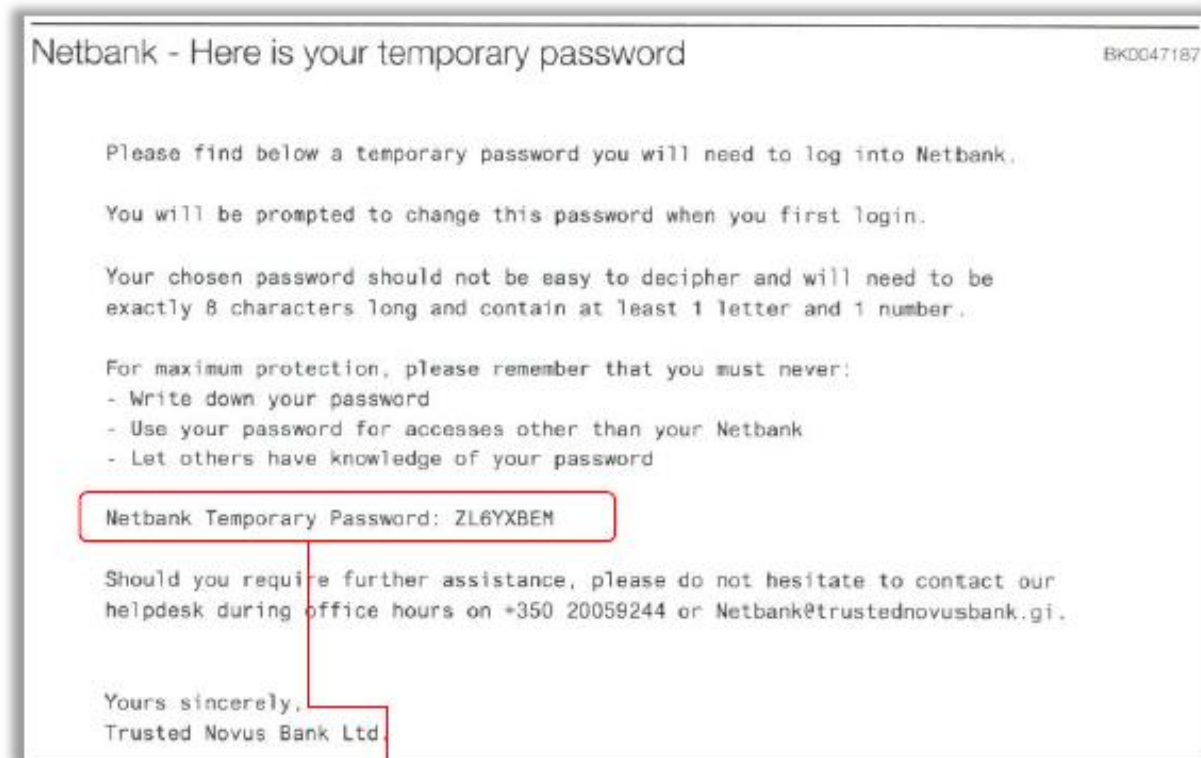 Netbank - Here is your temporary password
BK0047187
Please find below a temporary password you will need to log into Netbank.
You will be prompted to change this password when you first login.
Your chosen password should not be easy to decipher and will need to be
exactly 8 characters long and contain at least 1 letter and 1 number.
For maximum protection, please remember that you must never:
- Write down your password
- Use your password for accesses other than your Netbank
- Let others have knowledge of your password
Netbank Temporary Password: ZL6YXBEM
Should you require further assistance, please do not hesitate to contact our
helpdesk during office hours on +350 20059244 or Netbank@trustednovusbank.gi.
Yours sincerely,
Trusted Novus Bank Ltd.